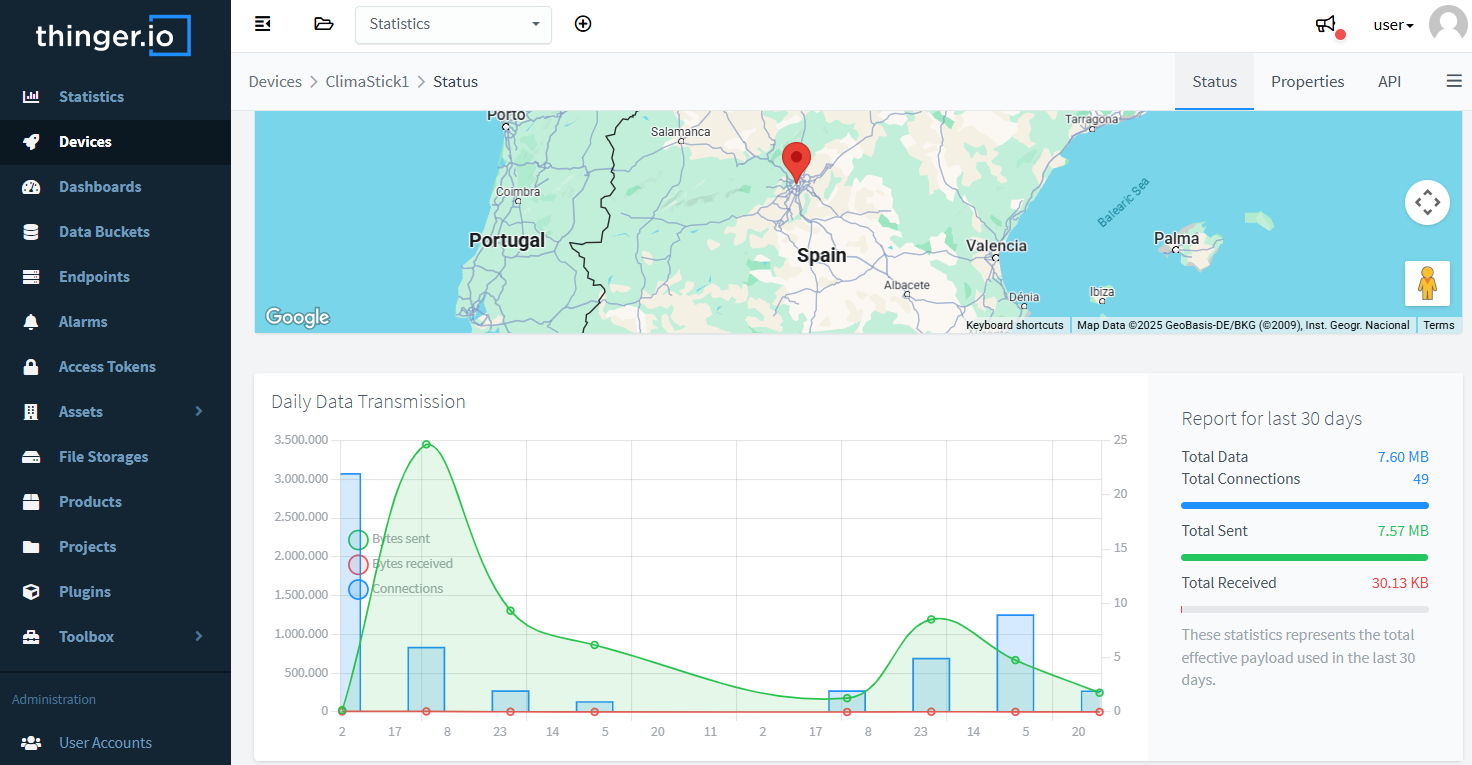 thinger.io
Statistics
user
Statistics
Devices
Dashboards
Data Buckets
Endpoints
Alarms
Access Tokens
Assets
File Storages
Products
Projects
Plugins
Toolbox
Administration
User Accounts
Devices > ClimaStick1 > Status
Status Properties API
Porto
Salamanca
Tarragona
Coimbra
Balearic Sea
Portugal
Spain
Valencia
Palma
Albacete
Dénia
Ibiza
Google
Keyboard shortcuts Map Data ©2025 GeoBasis-DE/BKG (©2009), Inst. Geogr. Nacional Terms
Daily Data Transmission
3.500.000
3.000.000
2.500.000
2.000.000
1.500.000
1.000.000
500.000
0
Bytes sent
Bytes received
Connections
25
20
15
10
5
0
2 17 8 23 14 5 20 11 2 17 8 23 14 5 20
Report for last 30 days
Total Data 7.60 MB
Total Connections 49
Total Sent 7.57 MB
Total Received 30.13 KB
These statistics represents the total
effective payload used in the last 30
days.